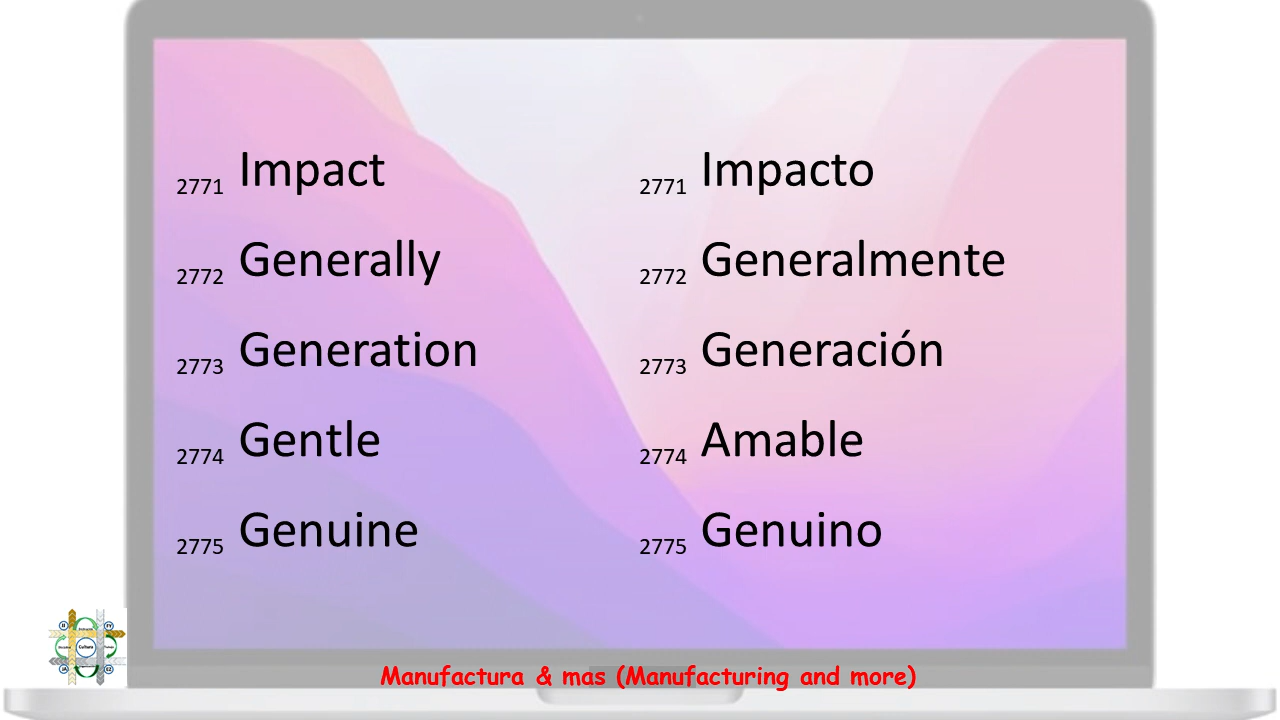 2771 Impact 2771 Impacto
2772 Generally 2772 Generalmente
2773 Generation 2773 Generación
2774 Gentle 2774 Amable
2775 Genuine 2775 Genuino
Cultura
Manufactura & mas (Manufacturing and more)